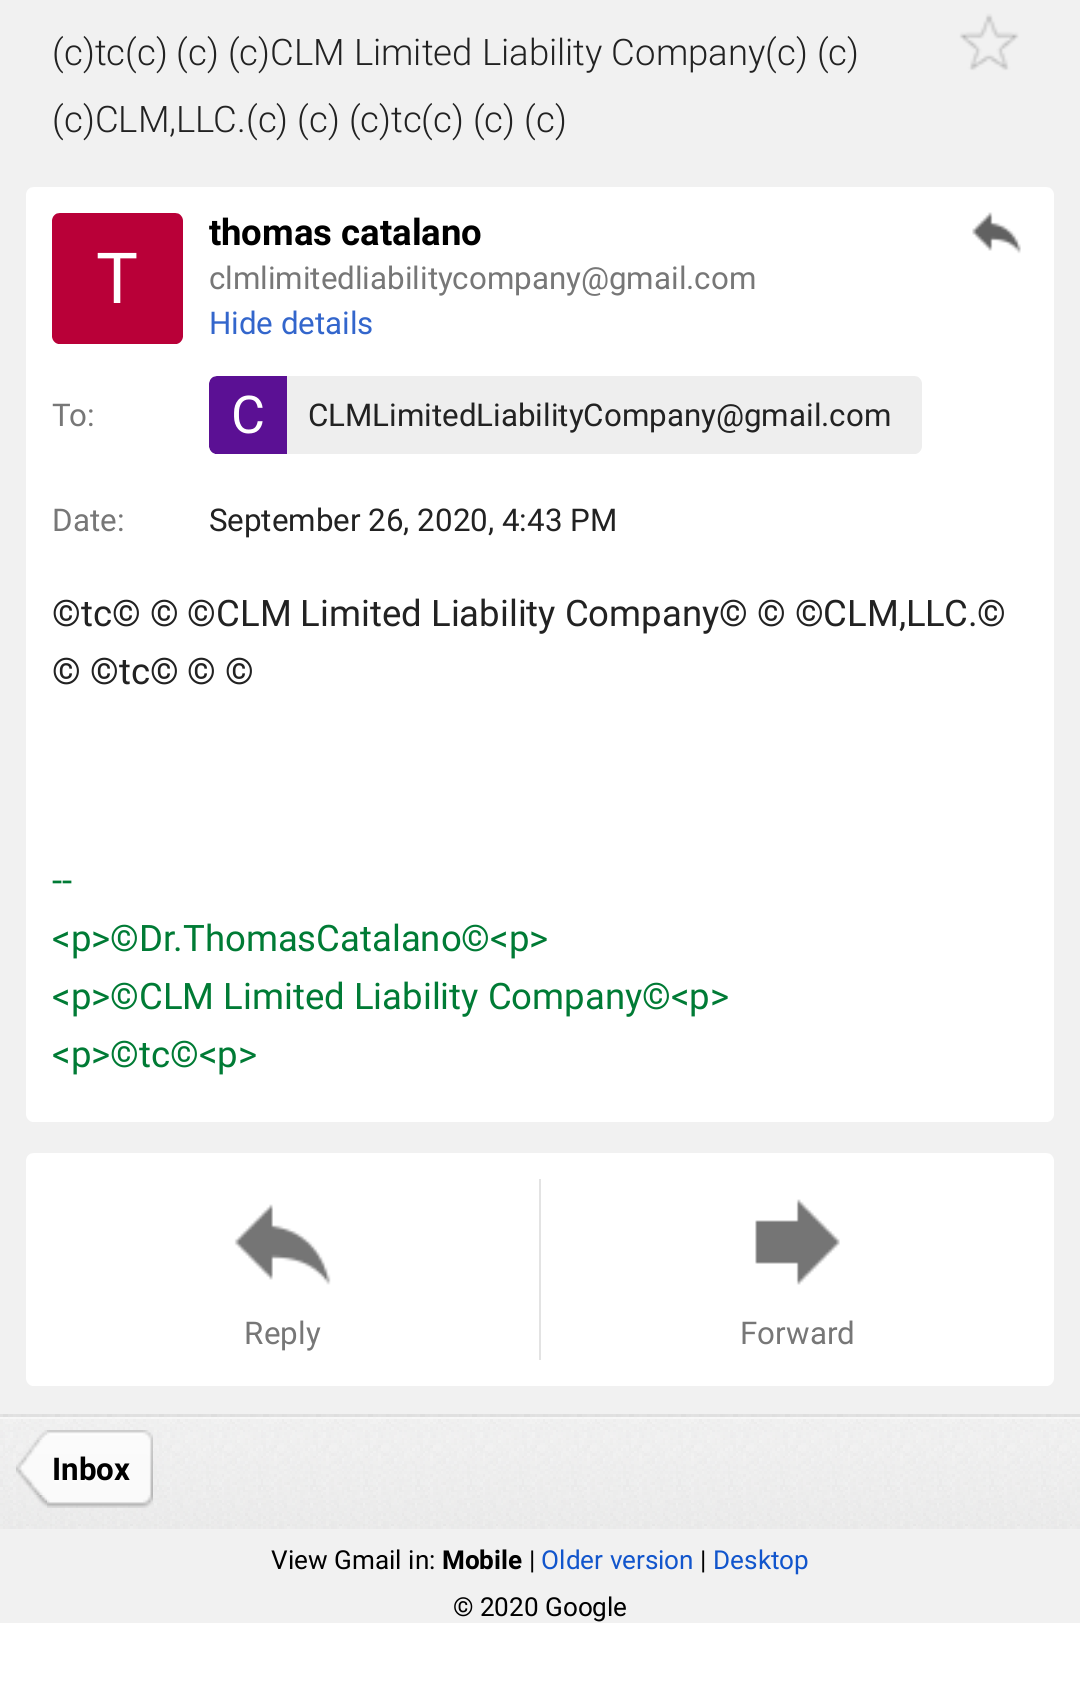 (c)tc(c) (c) (c)CLM Limited Liability Company(c) (c)
(c)CLM,LLC.(c) (c) (c)tc(c) (c) (c)
T
thomas catalano
clmlimitedliabilitycompany@gmail.com
Hide details
To:
C
CLMLimitedLiabilityCompany@gmail.com
Date:
September 26, 2020, 4:43 PM
©tc© © ©CLM Limited Liability Company© © ©CLM,LLC.©
© ©tc© © ©
--
<p>©Dr.ThomasCatalano©<p>
<p>©CLM Limited Liability Company©<p>
<p>©tc©<p>
Reply
Forward
Inbox
View Gmail in: Mobile | Older version | Desktop
© 2020 Google